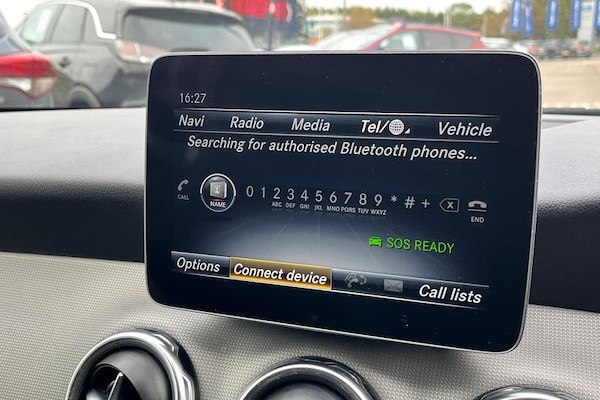 16:27
Navi Radio Media Tel/ Vehicle
Searching for authorised Bluetooth phones...
CALL NAME 0 1 2 3 4 5 6 7 8 9 * # + END
ABC DEF GHI JKL MNO PQR TUV WXYZ
SOS READY
Options Connect device Call lists